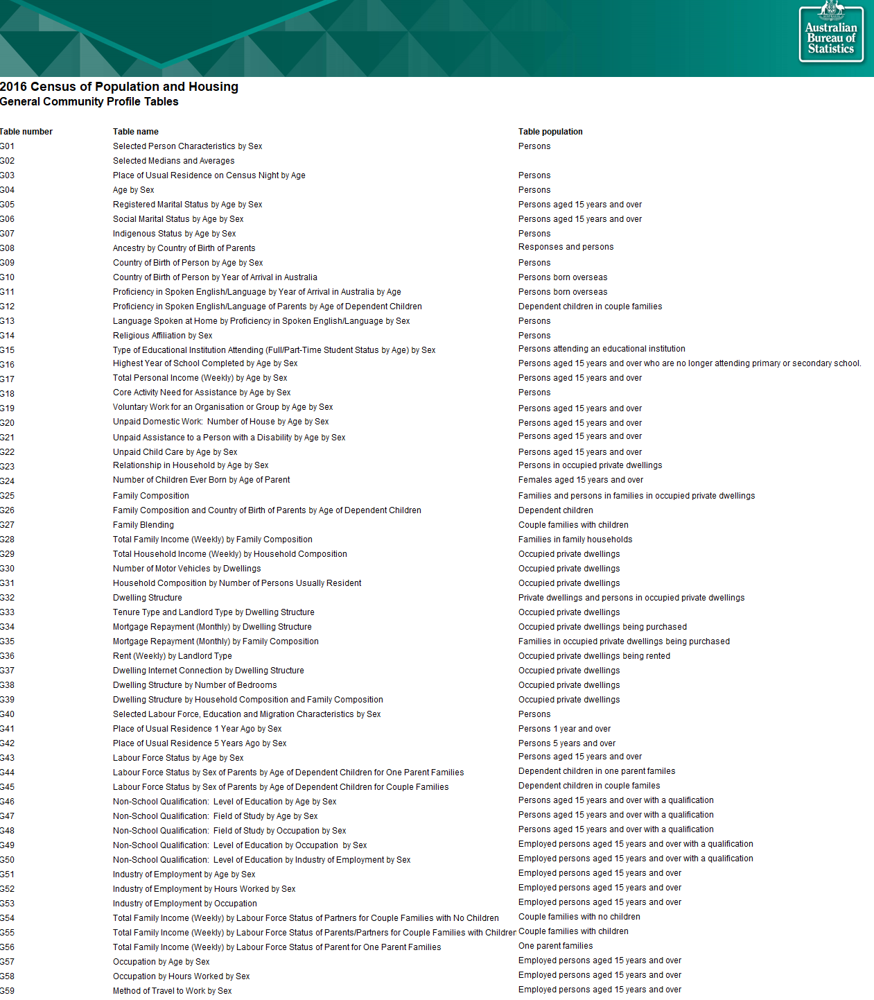 Australian
Bureau of
Statistics
2016 Census of Population and Housing
General Community Profile Tables
Table number Table name Table population
G01 Selected Person Characteristics by Sex Persons
G02 Selected Medians and Averages
G03 Place of Usual Residence on Census Night by Age Persons
G04 Age by Sex Persons
G05 Registered Marital Status by Age by Sex Persons aged 15 years and over
G06 Social Marital Status by Age by Sex Persons aged 15 years and over
G07 Indigenous Status by Age by Sex Persons
G08 Ancestry by Country of Birth of Parents Responses and persons
G09 Country of Birth of Person by Age by Sex Persons
G10 Country of Birth of Person by Year of Arrival in Australia Persons born overseas
G11 Proficiency in Spoken English/Language by Year of Arrival in Australia by Age Persons born overseas
G12 Proficiency in Spoken English/Language of Parents by Age of Dependent Children Dependent children in couple families
G13 Language Spoken at Home by Proficiency in Spoken English/Language by Sex Persons
G14 Religious Affiliation by Sex Persons
G15 Type of Educational Institution Attending (Full/Part-Time Student Status by Age) by Sex Persons attending an educational institution
G16 Highest Year of School Completed by Age by Sex Persons aged 15 years and over who are no longer attending primary or secondary school.
G17 Total Personal Income (Weekly) by Age by Sex Persons aged 15 years and over
G18 Core Activity Need for Assistance by Age by Sex Persons
G19 Voluntary Work for an Organisation or Group by Age by Sex Persons aged 15 years and over
G20 Unpaid Domestic Work: Number of House by Age by Sex Persons aged 15 years and over
G21 Unpaid Assistance to a Person with a Disability by Age by Sex Persons aged 15 years and over
G22 Unpaid Child Care by Age by Sex Persons aged 15 years and over
G23 Relationship in Household by Age by Sex Persons in occupied private dwellings
G24 Number of Children Ever Born by Age of Parent Females aged 15 years and over
G25 Family Composition Families and persons in families in occupied private dwellings
G26 Family Composition and Country of Birth of Parents by Age of Dependent Children Dependent children
G27 Family Blending Couple families with children
G28 Total Family Income (Weekly) by Family Composition Families in family households
G29 Total Household Income (Weekly) by Household Composition Occupied private dwellings
G30 Number of Motor Vehicles by Dwellings Occupied private dwellings
G31 Household Composition by Number of Persons Usually Resident Occupied private dwellings
G32 Dwelling Structure Private dwellings and persons in occupied private dwellings
G33 Tenure Type and Landlord Type by Dwelling Structure Occupied private dwellings
G34 Mortgage Repayment (Monthly) by Dwelling Structure Occupied private dwellings being purchased
G35 Mortgage Repayment (Monthly) by Family Composition Families in occupied private dwellings being purchased
G36 Rent (Weekly) by Landlord Type Occupied private dwellings being rented
G37 Dwelling Internet Connection by Dwelling Structure Occupied private dwellings
G38 Dwelling Structure by Number of Bedrooms Occupied private dwellings
G39 Dwelling Structure by Household Composition and Family Composition Occupied private dwellings
G40 Selected Labour Force, Education and Migration Characteristics by Sex Persons
G41 Place of Usual Residence 1 Year Ago by Sex Persons 1 year and over
G42 Place of Usual Residence 5 Years Ago by Sex Persons 5 years and over
G43 Labour Force Status by Age by Sex Persons aged 15 years and over
G44 Labour Force Status by Sex of Parents by Age of Dependent Children for One Parent Families Dependent children in one parent familes
G45 Labour Force Status by Sex of Parents by Age of Dependent Children for Couple Families Dependent children in couple familes
G46 Non-School Qualification: Level of Education by Age by Sex Persons aged 15 years and over with a qualification
G47 Non-School Qualification: Field of Study by Age by Sex Persons aged 15 years and over with a qualification
G48 Non-School Qualification: Field of Study by Occupation by Sex Persons aged 15 years and over with a qualification
G49 Non-School Qualification: Level of Education by Occupation by Sex Employed persons aged 15 years and over with a qualification
G50 Non-School Qualification: Level of Education by Industry of Employment by Sex Employed persons aged 15 years and over with a qualification
G51 Industry of Employment by Age by Sex Employed persons aged 15 years and over
G52 Industry of Employment by Hours Worked by Sex Employed persons aged 15 years and over
G53 Industry of Employment by Occupation Employed persons aged 15 years and over
G54 Total Family Income (Weekly) by Labour Force Status of Partners for Couple Families with No Children Couple families with no children
G55 Total Family Income (Weekly) by Labour Force Status of Parents/Partners for Couple Families with Children Couple families with children
G56 Total Family Income (Weekly) by Labour Force Status of Parent for One Parent Families One parent families
G57 Occupation by Age by Sex Employed persons aged 15 years and over
G58 Occupation by Hours Worked by Sex Employed persons aged 15 years and over
G59 Method of Travel to Work by Sex Employed persons aged 15 years and over